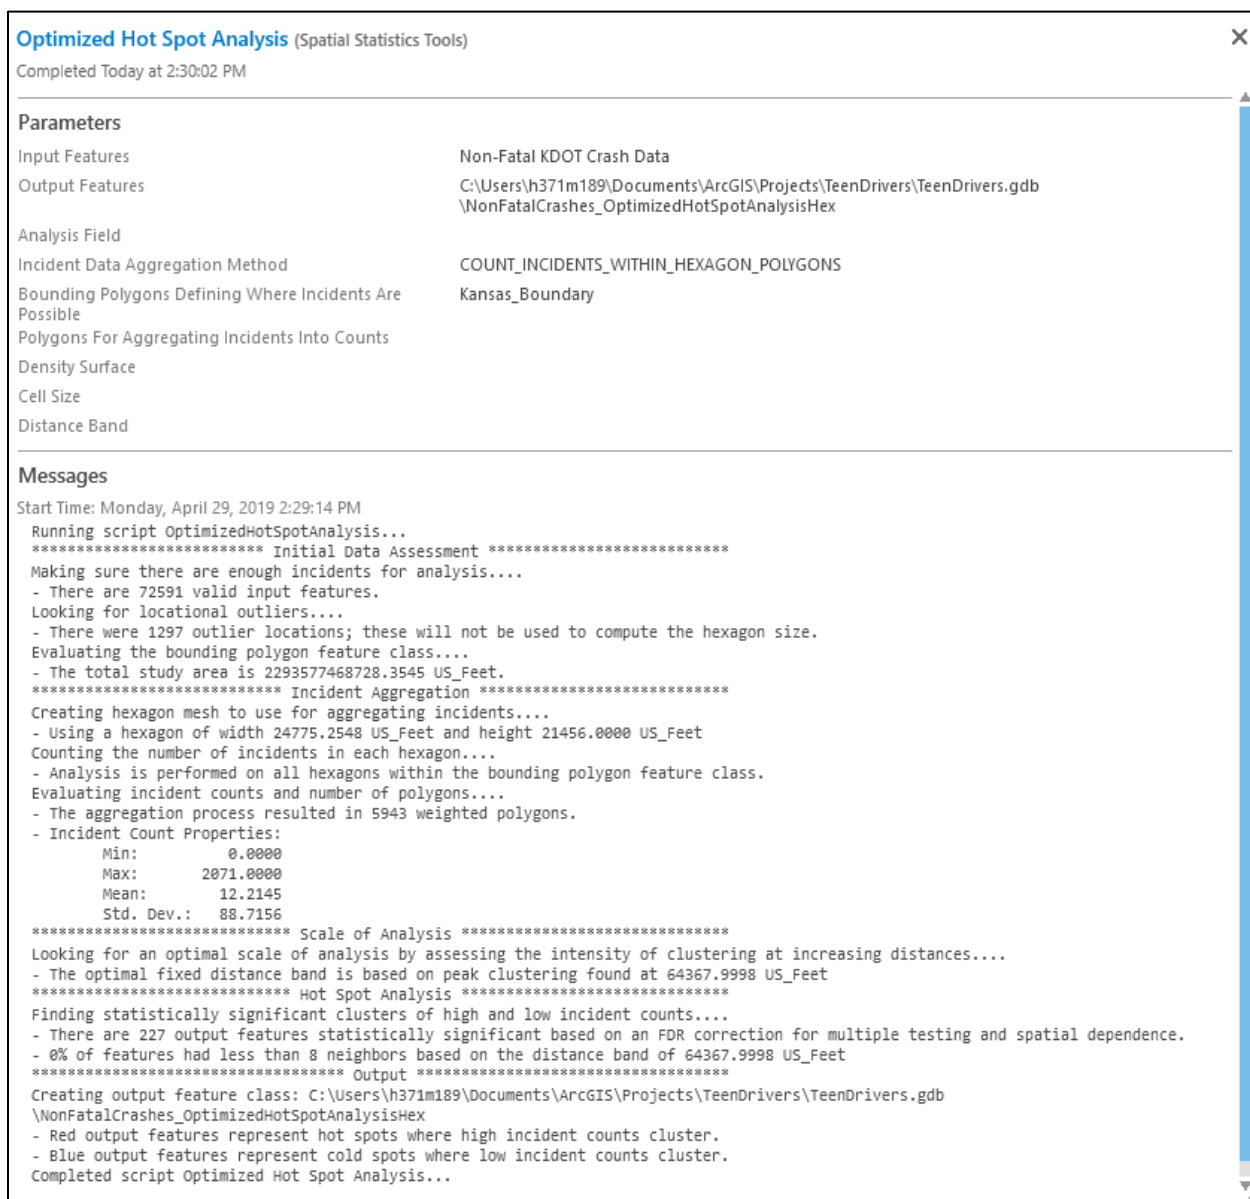 Optimized Hot Spot Analysis (Spatial Statistics Tools)
Completed Today at 2:30:02 PM
Parameters
Input Features Non-Fatal KDOT Crash Data
Output Features C:\Users\h371m189\Documents\ArcGIS\Projects\TeenDrivers\TeenDrivers.gdb
\NonFatalCrashes_OptimizedHotSpotAnalysisHex
Analysis Field
Incident Data Aggregation Method COUNT_INCIDENTS_WITHIN_HEXAGON_POLYGONS
Bounding Polygons Defining Where Incidents Are Kansas_Boundary
Possible
Polygons For Aggregating Incidents Into Counts
Density Surface
Cell Size
Distance Band
Messages
Start Time: Monday, April 29, 2019 2:29:14 PM
Running script OptimizedHotSpotAnalysis...
************************** Initial Data Assessment ***************************
Making sure there are enough incidents for analysis....
- There are 72591 valid input features.
Looking for locational outliers....
- There were 1297 outlier locations; these will not be used to compute the hexagon size.
Evaluating the bounding polygon feature class....
- The total study area is 2293577468728.3545 US_Feet.
**************************** Incident Aggregation ****************************
Creating hexagon mesh to use for aggregating incidents....
- Using a hexagon of width 24775.2548 US_Feet and height 21456.0000 US_Feet
Counting the number of incidents in each hexagon....
- Analysis is performed on all hexagons within the bounding polygon feature class.
Evaluating incident counts and number of polygons....
- The aggregation process resulted in 5943 weighted polygons.
- Incident Count Properties:
Min: 0.0000
Max: 2071.0000
Mean: 12.2145
Std. Dev.: 88.7156
***************************** Scale of Analysis ******************************
Looking for an optimal scale of analysis by assessing the intensity of clustering at increasing distances....
- The optimal fixed distance band is based on peak clustering found at 64367.9998 US_Feet
***************************** Hot Spot Analysis ******************************
Finding statistically significant clusters of high and low incident counts....
- There are 227 output features statistically significant based on an FDR correction for multiple testing and spatial dependence.
- 0% of features had less than 8 neighbors based on the distance band of 64367.9998 US_Feet
*********************************** Output ***********************************
Creating output feature class: C:\Users\h371m189\Documents\ArcGIS\Projects\TeenDrivers\TeenDrivers.gdb
\NonFatalCrashes_OptimizedHotSpotAnalysisHex
- Red output features represent hot spots where high incident counts cluster.
- Blue output features represent cold spots where low incident counts cluster.
Completed script Optimized Hot Spot Analysis...